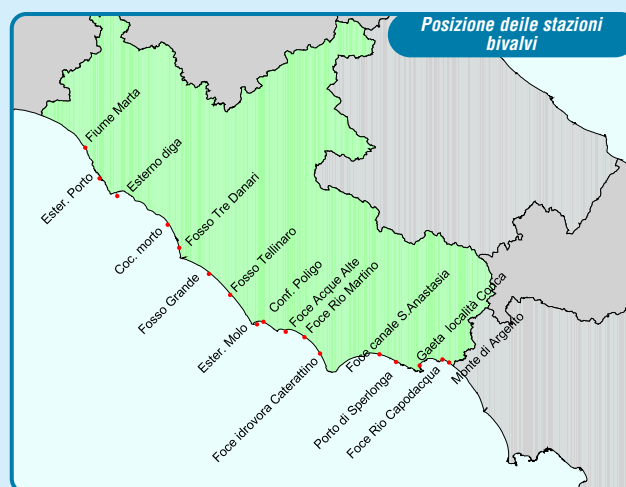 Posizione deile stazioni
bivalvi
Fiume Marta
Ester. Porto
Esterno diga
Coc. morto
Fosso Tre Danari
Fosso Grande
Fosso Tellinaro
Ester. Molo
Conf. Poligo
Foce Acque Alte
Foce Rio Martino
Foce idrovora Caterattino
Foce canale S.Anastasia
Porto di Sperlonga
Gaeta località Conca
Foce Rio Capodacqua
Monte di Argento